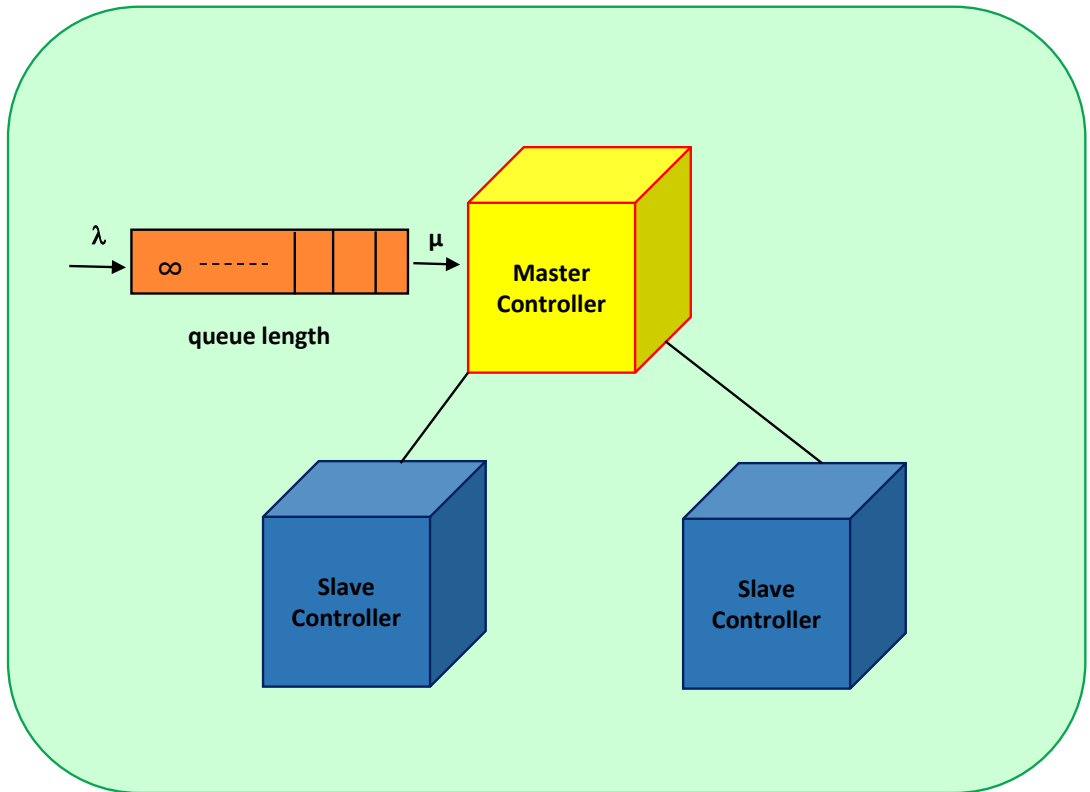 λ
μ
∞ ------
queue length
Master
Controller
Slave
Controller
Slave
Controller